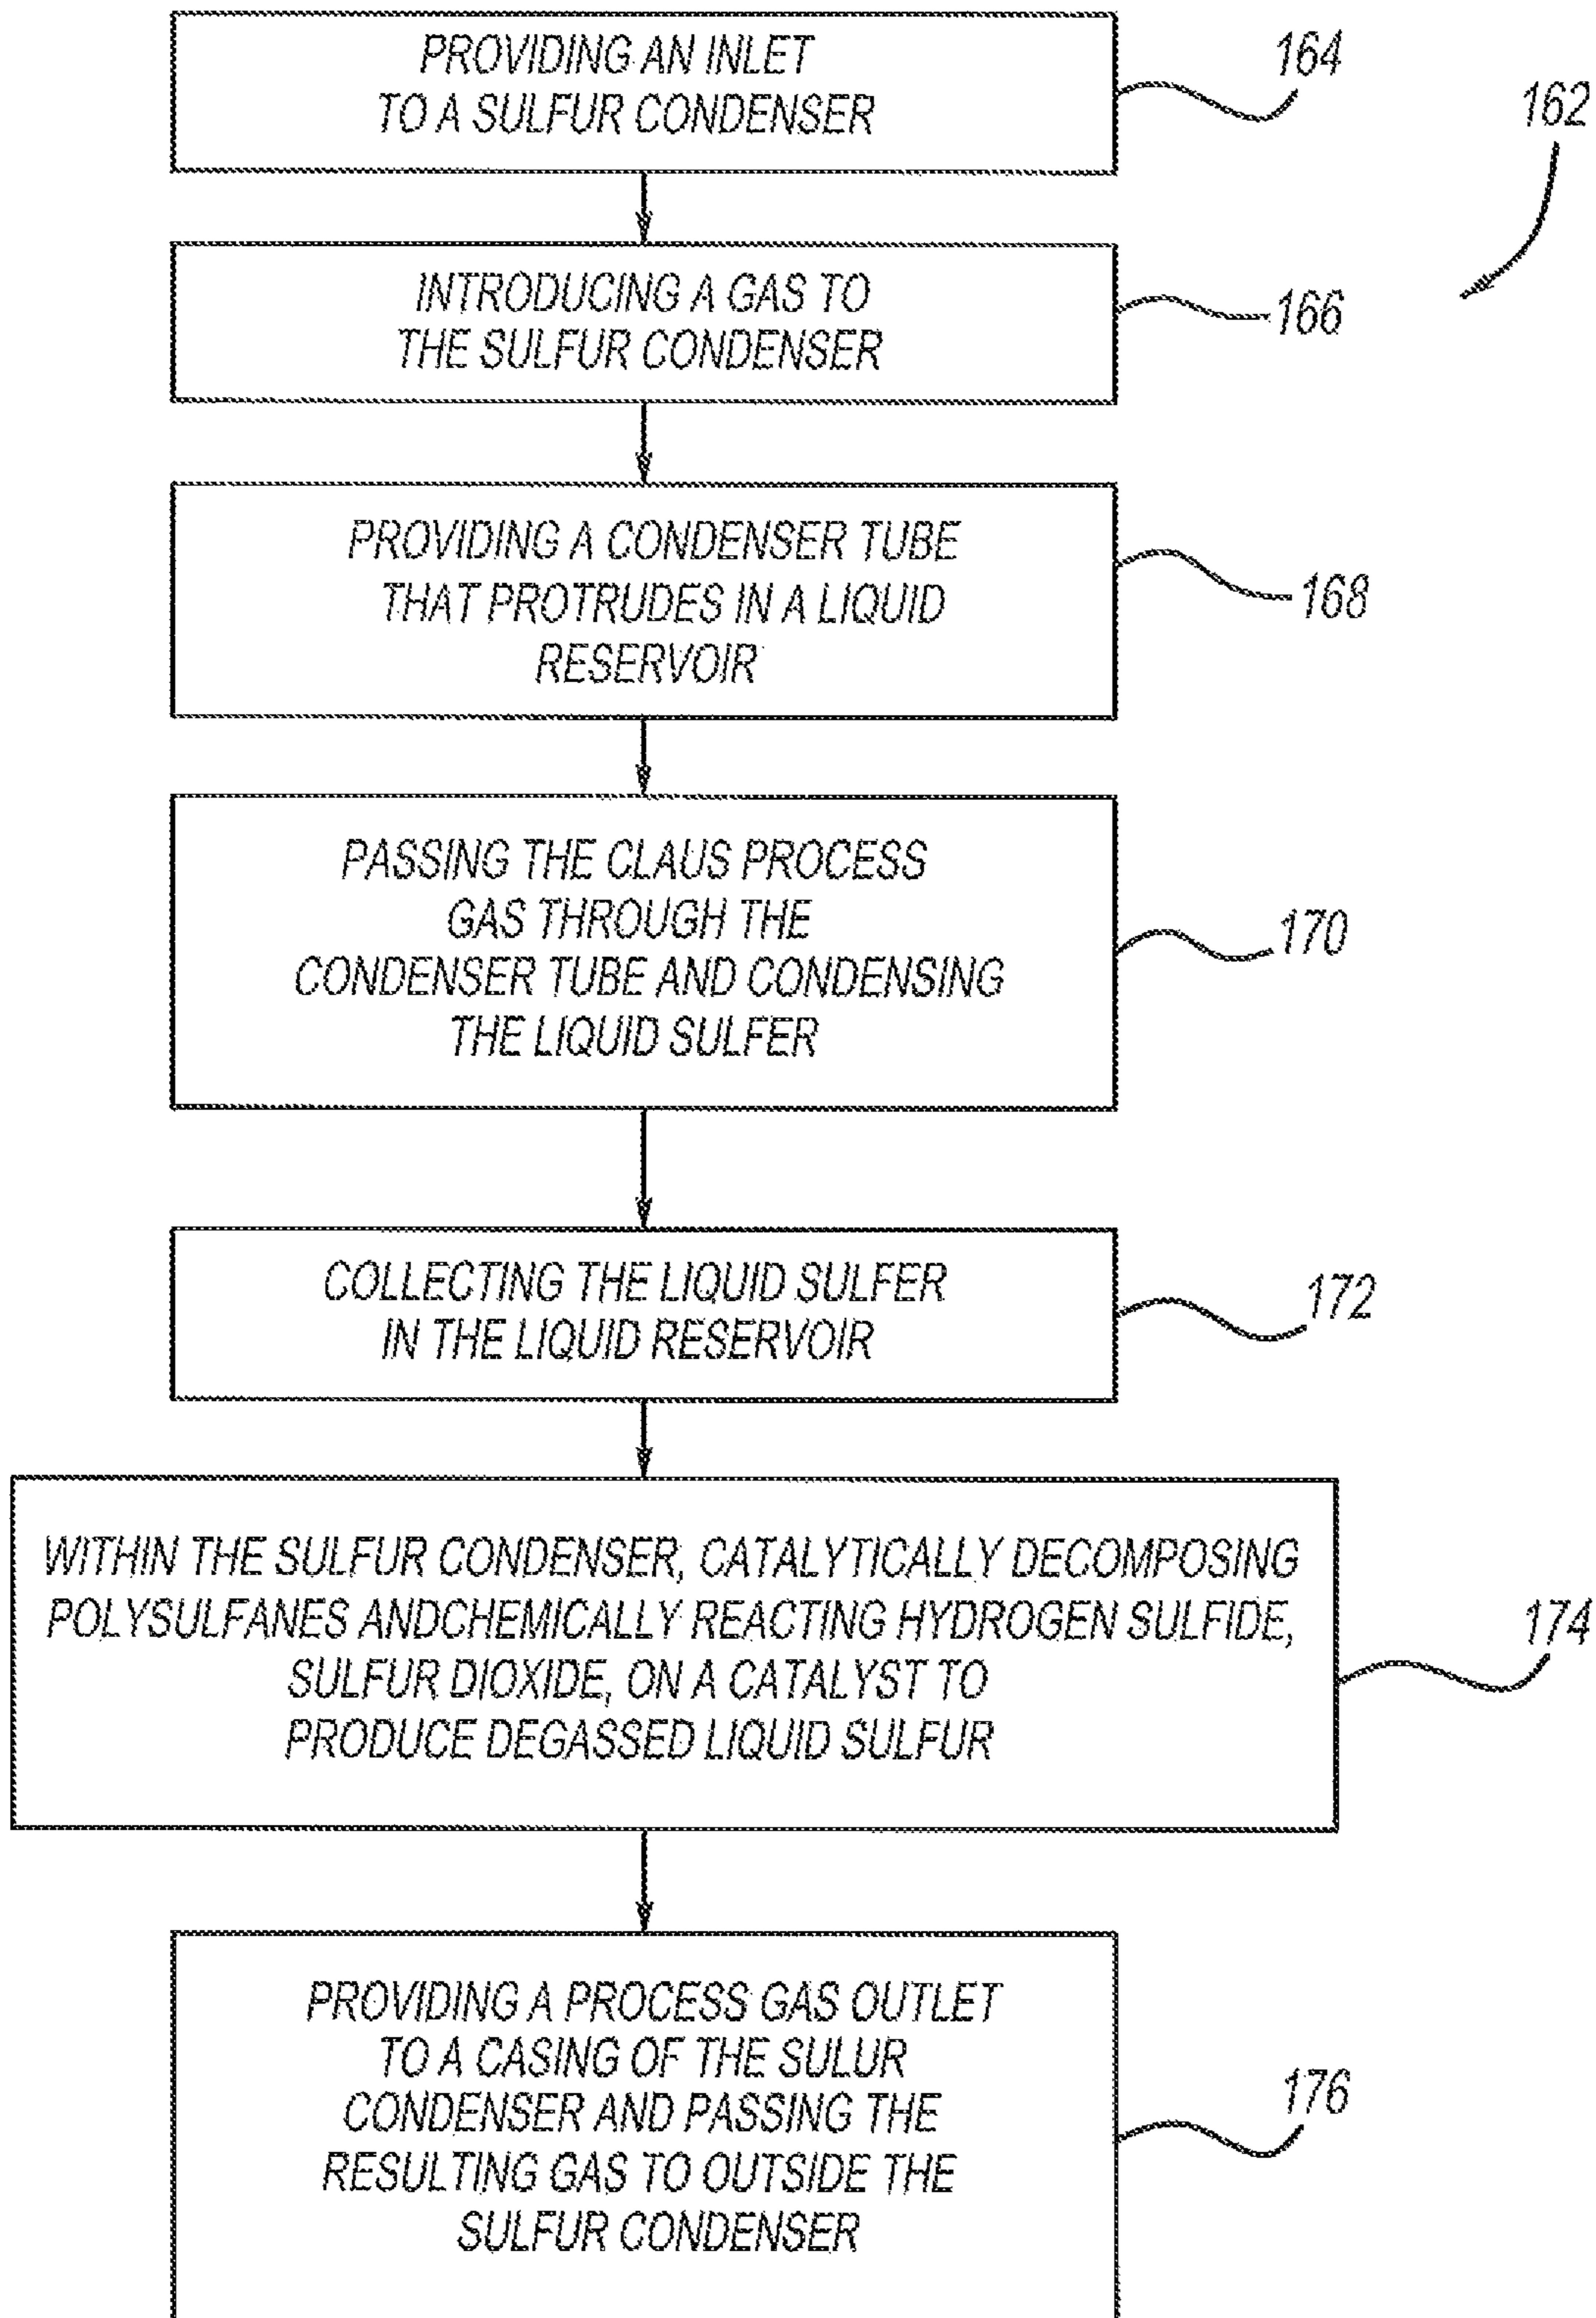 PROVIDING AN INLET
TO A SULFUR CONDENSER
164
162
INTRODUCING A GAS TO
THE SULFUR CONDENSER
166
PROVIDING A CONDENSER TUBE
THAT PROTRUDES IN A LIQUID
RESERVOIR
168
PASSING THE CLAUS PROCESS
GAS THROUGH THE
CONDENSER TUBE AND CONDENSING
THE LIQUID SULFER
170
COLLECTING THE LIQUID SULFER
IN THE LIQUID RESERVOIR
172
WITHIN THE SULFUR CONDENSER, CATALYTICALLY DECOMPOSING
POLYSULFANES ANDCHEMICALLY REACTING HYDROGEN SULFIDE,
SULFUR DIOXIDE, ON A CATALYST TO
PRODUCE DEGASSED LIQUID SULFUR
174
PROVIDING A PROCESS GAS OUTLET
TO A CASING OF THE SULUR
CONDENSER AND PASSING THE
RESULTING GAS TO OUTSIDE THE
SULFUR CONDENSER
176